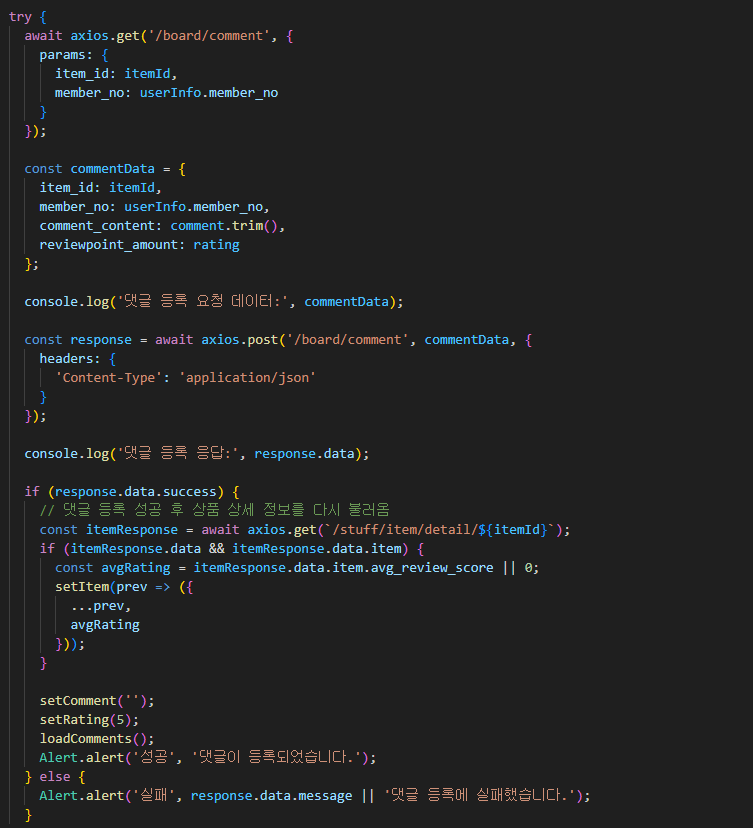 try {
  await axios.get('/board/comment', {
    params: {
      item_id: itemId,
      member_no: userInfo.member_no
    }
  });

  const commentData = {
    item_id: itemId,
    member_no: userInfo.member_no,
    comment_content: comment.trim(),
    reviewpoint_amount: rating
  };

  console.log('댓글 등록 요청 데이터:', commentData);

  const response = await axios.post('/board/comment', commentData, {
    headers: {
      'Content-Type': 'application/json'
    }
  });

  console.log('댓글 등록 응답:', response.data);

  if (response.data.success) {
    // 댓글 등록 성공 후 상품 상세 정보를 다시 불러옴
    const itemResponse = await axios.get(`/stuff/item/detail/${itemId}`);
    if (itemResponse.data && itemResponse.data.item) {
      const avgRating = itemResponse.data.item.avg_review_score || 0;
      setItem(prev => ({
        ...prev,
        avgRating
      }));
    }

    setComment('');
    setRating(5);
    loadComments();
    Alert.alert('성공', '댓글이 등록되었습니다.');
  } else {
    Alert.alert('실패', response.data.message || '댓글 등록에 실패했습니다.');
  }